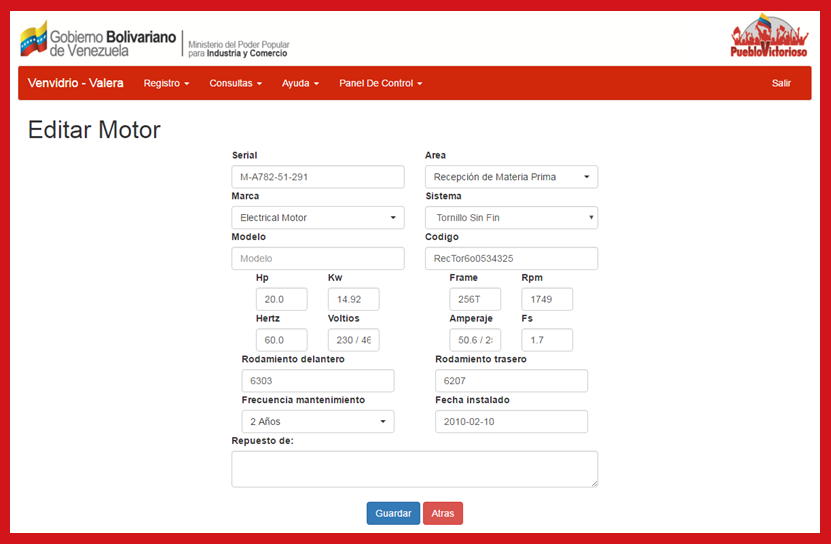 Gobierno Bolivariano
de Venezuela
Ministerio del Poder Popular
para Industria y Comercio
PuebloVictorioso
Venvidrio - Valera Registro Consultas Ayuda Panel De Control Salir
Editar Motor
Serial Area
M-A782-51-291 Recepción de Materia Prima
Marca Sistema
Electrical Motor Tornillo Sin Fin
Modelo Codigo
Modelo RecTor6o0534325
Hp Kw Frame Rpm
20.0 14.92 256T 1749
Hertz Voltios Amperaje Fs
60.0 230 / 46 50.6 / 2 1.7
Rodamiento delantero Rodamiento trasero
6303 6207
Frecuencia mantenimiento Fecha instalado
2 Años 2010-02-10
Repuesto de:
Guardar Atras